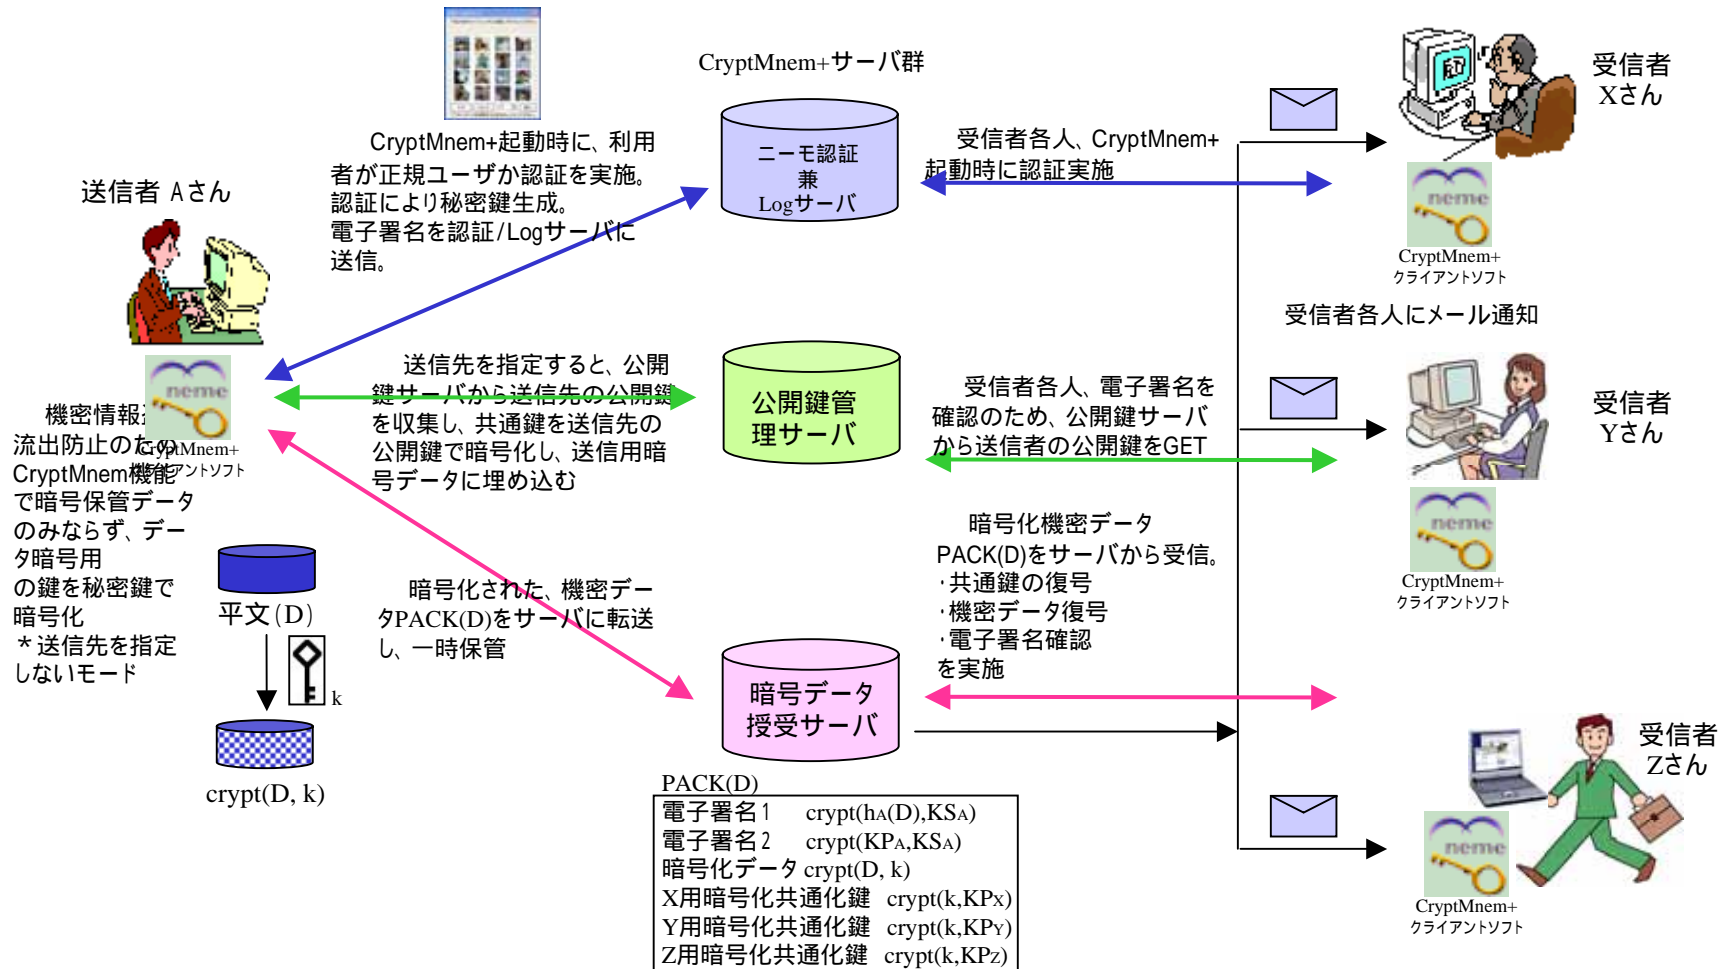 CryptMnem+サーバ群
受信者
Xさん
CryptMnem+起動時に、利用
者が正規ユーザか認証を実施。
認証により秘密鍵生成。
電子署名を認証/Logサーバに
送信。
ニーモ認証
兼
Logサーバ
受信者各人、CryptMnem+
起動時に認証実施
送信者 Aさん
neme
CryptMnem+
クライアントソフト
受信者各人にメール通知
neme
CryptMnem+
クライアントソフト
機密情報
流出防止のため
CryptMnem機能
で暗号保管データ
のみならず、デー
タ暗号用
の鍵を秘密鍵で
暗号化
*送信先を指定
しないモード
送信先を指定すると、公開
鍵サーバから送信先の公開鍵
を収集し、共通鍵を送信先の
公開鍵で暗号化し、送信用暗
号データに埋め込む
公開鍵管
理サーバ
受信者各人、電子署名を
確認のため、公開鍵サーバ
から送信者の公開鍵をGET
受信者
Yさん
neme
CryptMnem+
クライアントソフト
平文(D)
k
crypt(D, k)
暗号化された、機密デー
タPACK(D)をサーバに転送
し、一時保管
暗号データ
授受サーバ
暗号化機密データ
PACK(D)をサーバから受信。
・共通鍵の復号
・機密データ復号
・電子署名確認
を実施
受信者
Zさん
neme
CryptMnem+
クライアントソフト
PACK(D)
電子署名1 crypt(hA(D),KSA)
電子署名2 crypt(KPA,KSA)
暗号化データ crypt(D, k)
X用暗号化共通化鍵 crypt(k,KPX)
Y用暗号化共通化鍵 crypt(k,KPY)
Z用暗号化共通化鍵 crypt(k,KPZ)